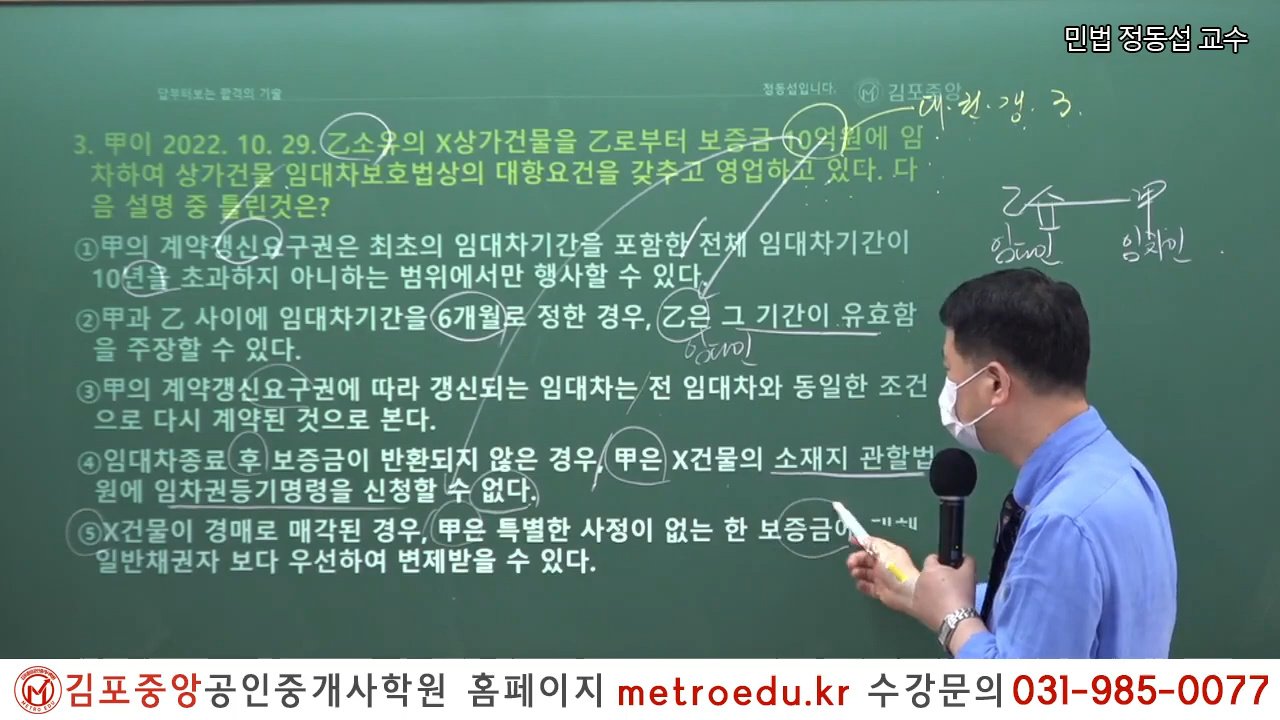 민법 정동섭 교수
답부터보는 합격의 기술
정동섭입니다.
김포중앙
대·권·갱·3.
3. 甲이 2022. 10. 29. 乙소유의 X상가건물을 乙로부터 보증금 10억원에 임
차하여 상가건물 임대차보호법상의 대항요건을 갖추고 영업하고 있다. 다
음 설명 중 틀린것은?
①甲의 계약갱신요구권은 최초의 임대차기간을 포함한 전체 임대차기간이
10년을 초과하지 아니하는 범위에서만 행사할 수 있다.
②甲과 乙 사이에 임대차기간을 6개월로 정한 경우, 乙은 그 기간이 유효함
을 주장할 수 있다.
임대인
③甲의 계약갱신요구권에 따라 갱신되는 임대차는 전 임대차와 동일한 조건
으로 다시 계약된 것으로 본다.
④임대차종료 후 보증금이 반환되지 않은 경우, 甲은 X건물의 소재지 관할법
원에 임차권등기명령을 신청할 수 없다.
⑤X건물이 경매로 매각된 경우, 甲은 특별한 사정이 없는 한 보증금에 대해
일반채권자 보다 우선하여 변제받을 수 있다.
乙소 甲
임대인 임차인
김포중앙공인중개사학원 홈페이지 metroedu.kr 수강문의 031-985-0077